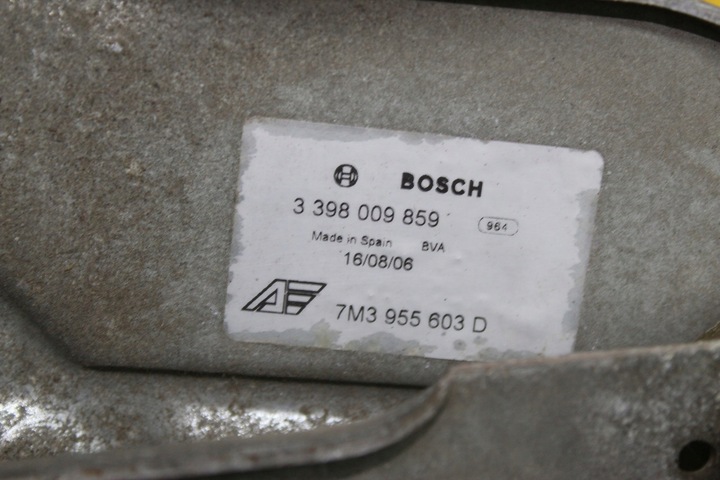 BOSCH
3 398 009 859 964
Made in Spain BVA
16/08/06
7M3 955 603 D